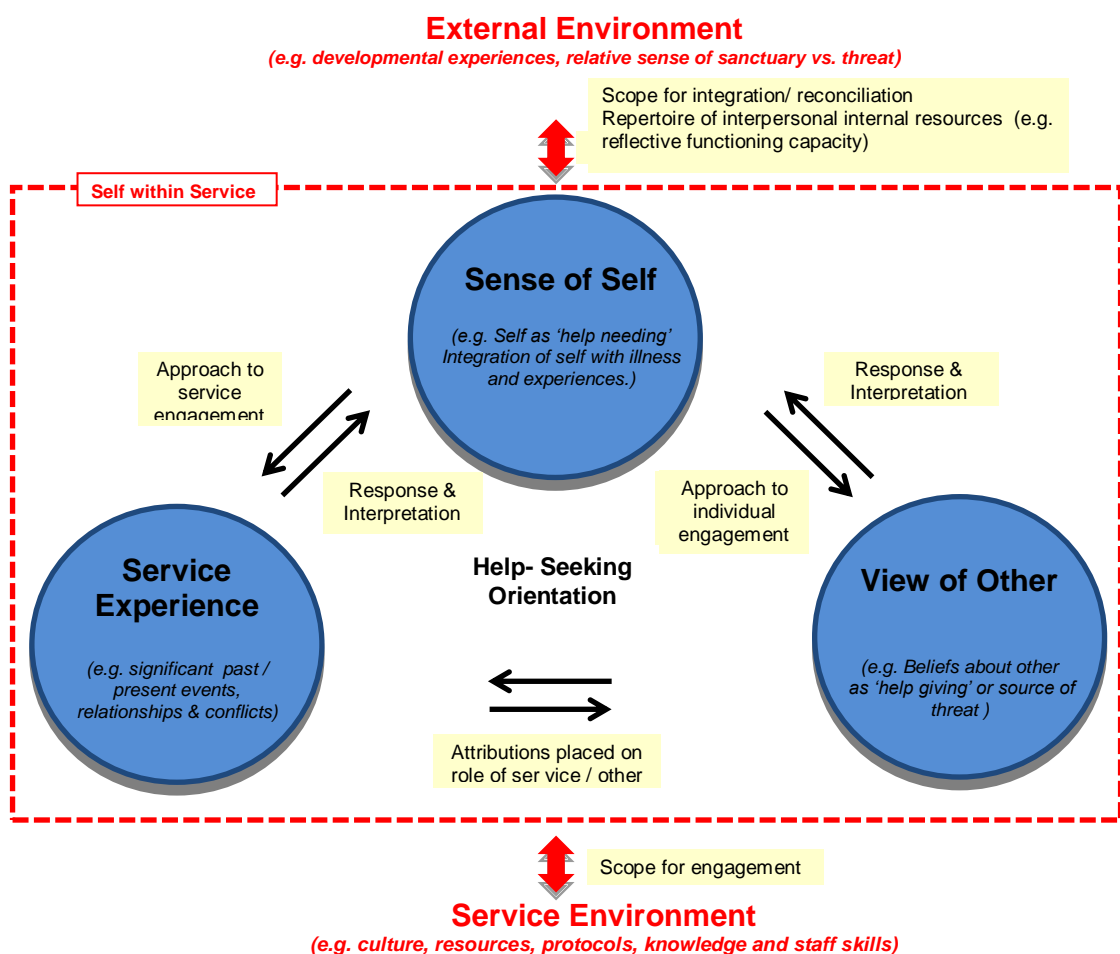 External Environment
(e.g. developmental experiences, relative sense of sanctuary vs. threat)
Scope for integration/ reconciliation
Repertoire of interpersonal internal resources (e.g.
reflective functioning capacity)
Self within Service
Sense of Self
(e.g. Self as ‘help needing’
Integration of self with illness
and experiences.)
Approach to
service
engagement
Response &
Interpretation
Response &
Interpretation
Approach to
individual
engagement
Service
Experience
(e.g. significant past /
present events,
relationships & conflicts)
Help- Seeking
Orientation
View of Other
(e.g. Beliefs about other
as ‘help giving’ or source of
threat )
Attributions placed on
role of ser vice / other
Scope for engagement
Service Environment
(e.g. culture, resources, protocols, knowledge and staff skills)